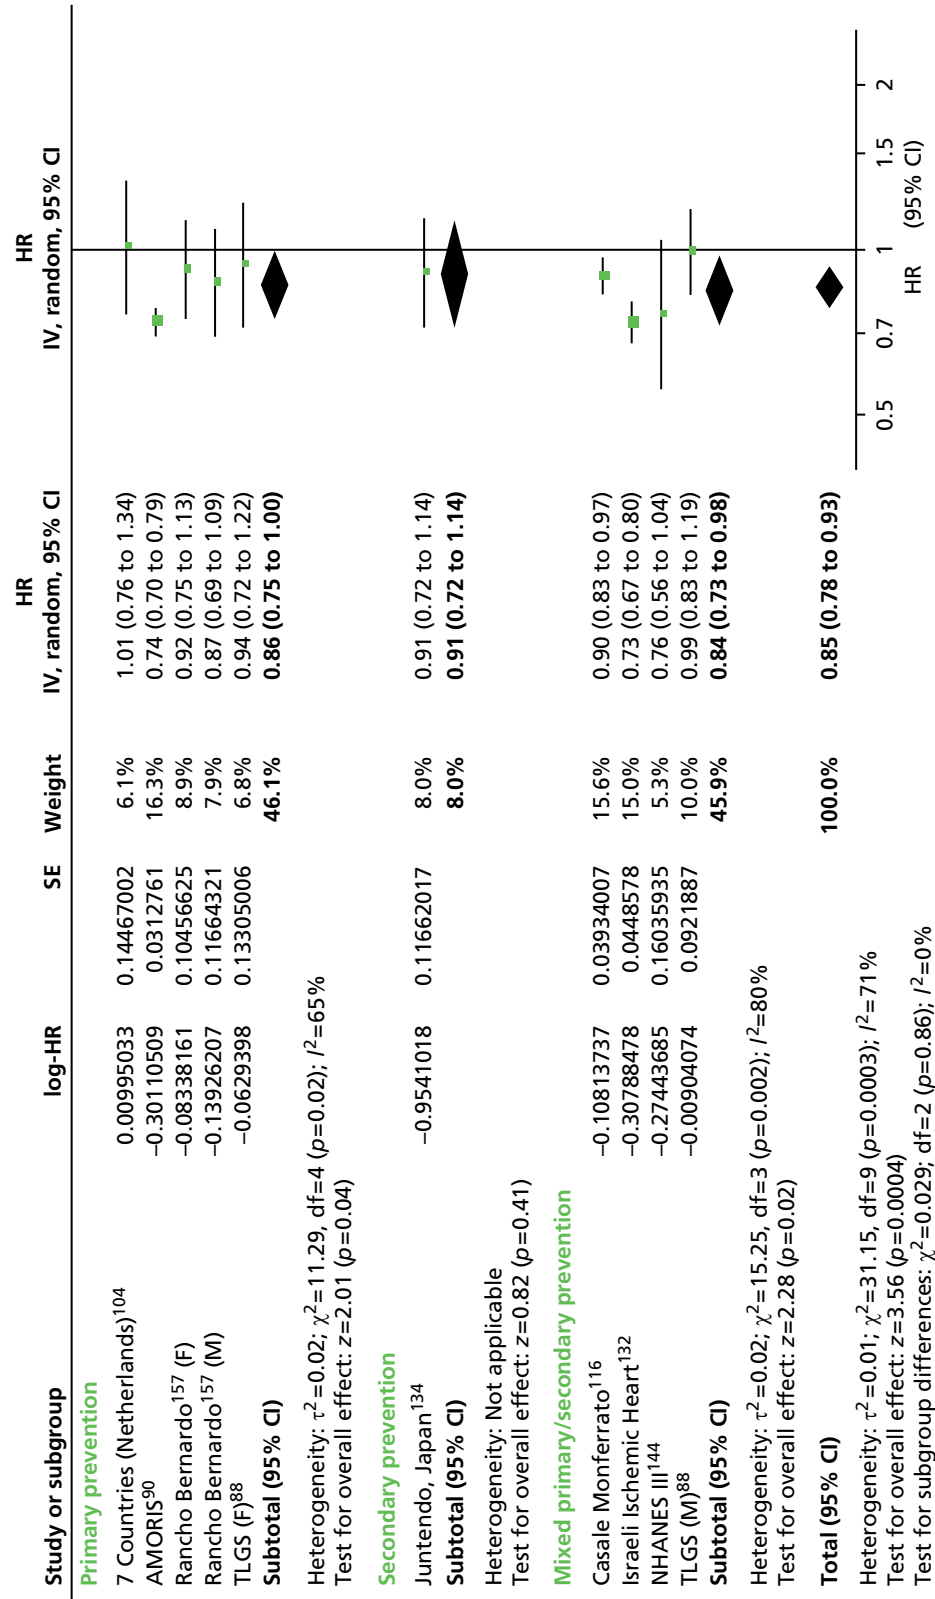 HR HR
Study or subgroup log-HR SE Weight IV, random, 95% CI IV, random, 95% CI
Primary prevention
7 Countries (Netherlands)104 0.00995033 0.14467002 6.1% 1.01 (0.76 to 1.34)
AMORIS90 −0.30110509 0.0312761 16.3% 0.74 (0.70 to 0.79)
Rancho Bernardo157 (F) −0.08338161 0.10456625 8.9% 0.92 (0.75 to 1.13)
Rancho Bernardo157 (M) −0.13926207 0.11664321 7.9% 0.87 (0.69 to 1.09)
TLGS (F)88 −0.0629398 0.13305006 6.8% 0.94 (0.72 to 1.22)
Subtotal (95% CI) 46.1% 0.86 (0.75 to 1.00)
Heterogeneity: τ2=0.02; χ2=11.29, df=4 (p=0.02); I2=65%
Test for overall effect: z=2.01 (p=0.04)
Secondary prevention
Juntendo, Japan134 −0.9541018 0.11662017 8.0% 0.91 (0.72 to 1.14)
Subtotal (95% CI) 8.0% 0.91 (0.72 to 1.14)
Heterogeneity: Not applicable
Test for overall effect: z=0.82 (p=0.41)
Mixed primary/secondary prevention
Casale Monferrato116 −0.10813737 0.03934007 15.6% 0.90 (0.83 to 0.97)
Israeli Ischemic Heart132 −0.30788478 0.0448578 15.0% 0.73 (0.67 to 0.80)
NHANES III144 −0.27443685 0.16035935 5.3% 0.76 (0.56 to 1.04)
TLGS (M)88 −0.00904074 0.0921887 10.0% 0.99 (0.83 to 1.19)
Subtotal (95% CI) 45.9% 0.84 (0.73 to 0.98)
Heterogeneity: τ2=0.02; χ2=15.25, df=3 (p=0.002); I2=80%
Test for overall effect: z=2.28 (p=0.02)
Total (95% CI) 100.0% 0.85 (0.78 to 0.93)
Heterogeneity: τ2=0.01; χ2=31.15, df=9 (p=0.0003); I2=71%
Test for overall effect: z=3.56 (p=0.0004)
Test for subgroup differences: χ2=0.029; df=2 (p=0.86); I2=0%
0.5 0.7 1 1.5 2
HR (95% CI)